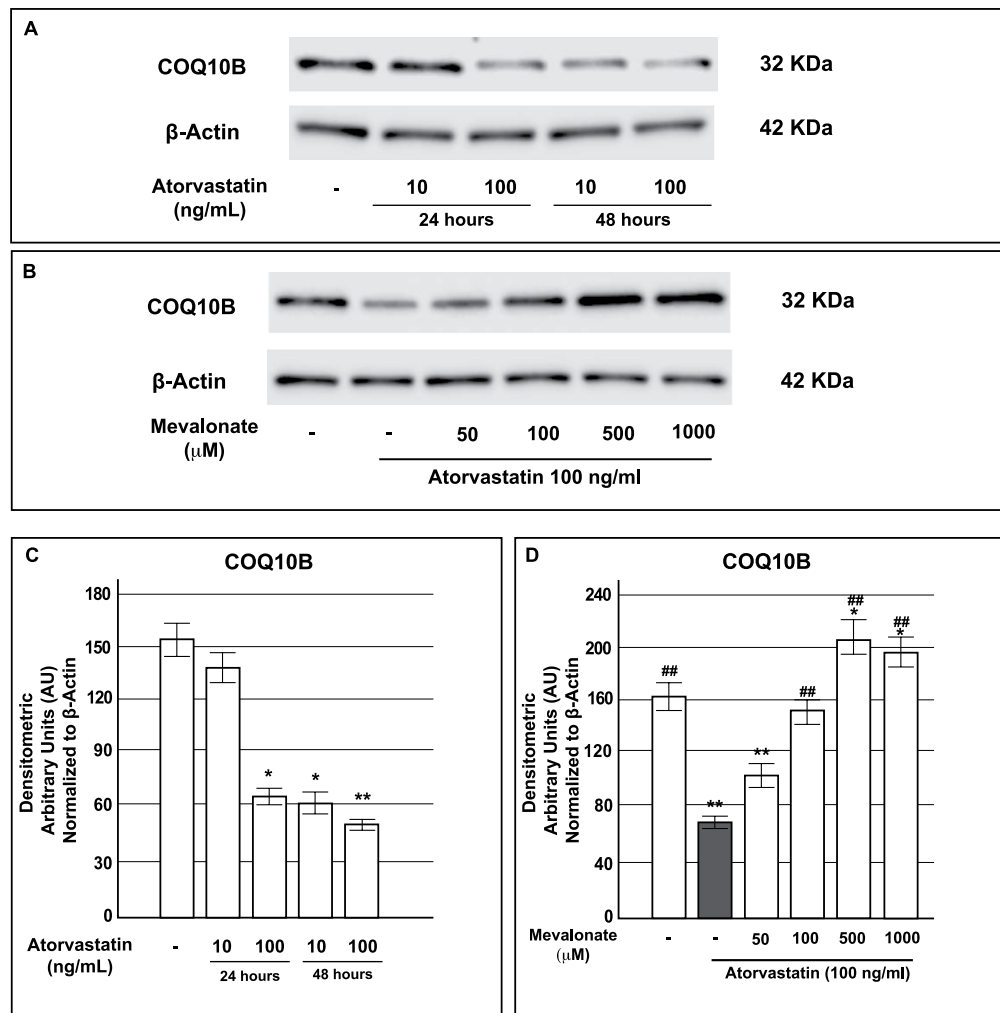 A
COQ10B
32 KDa
β-Actin
42 KDa
Atorvastatin
(ng/mL)
- 10 100 10 100
24 hours 48 hours
B
COQ10B
32 KDa
β-Actin
42 KDa
Mevalonate
(μM)
- - 50 100 500 1000
Atorvastatin 100 ng/ml
C
COQ10B
Densitometric
Arbitrary Units (AU)
Normalized to β-Actin
180
150
120
90
60
30
0
* * **
Atorvastatin
(ng/mL)
- 10 100 10 100
24 hours 48 hours
D
COQ10B
Densitometric
Arbitrary Units (AU)
Normalized to β-Actin
240
200
160
120
80
40
0
##
**
**
##
##
*
##
*
Mevalonate
(μM)
- - 50 100 500 1000
Atorvastatin (100 ng/ml)